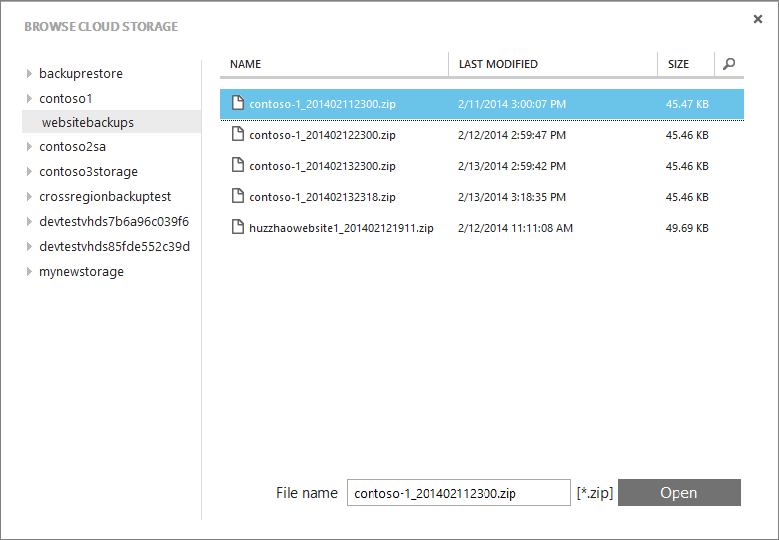 BROWSE CLOUD STORAGE
backuprestore
contoso1
websitebackups
contoso2sa
contoso3storage
crossregionbackuptest
devtestvhds7b6a96c039f6
devtestvhds85fde552c39d
mynewstorage
NAME LAST MODIFIED SIZE
contoso-1_201402112300.zip 2/11/2014 3:00:07 PM 45.47 KB
contoso-1_201402122300.zip 2/12/2014 2:59:47 PM 45.46 KB
contoso-1_201402132300.zip 2/13/2014 2:59:42 PM 45.46 KB
contoso-1_201402132318.zip 2/13/2014 3:18:35 PM 45.46 KB
huzzhaowebsite1_201402121911.zip 2/12/2014 11:11:08 AM 49.69 KB
File name contoso-1_201402112300.zip [*.zip] Open